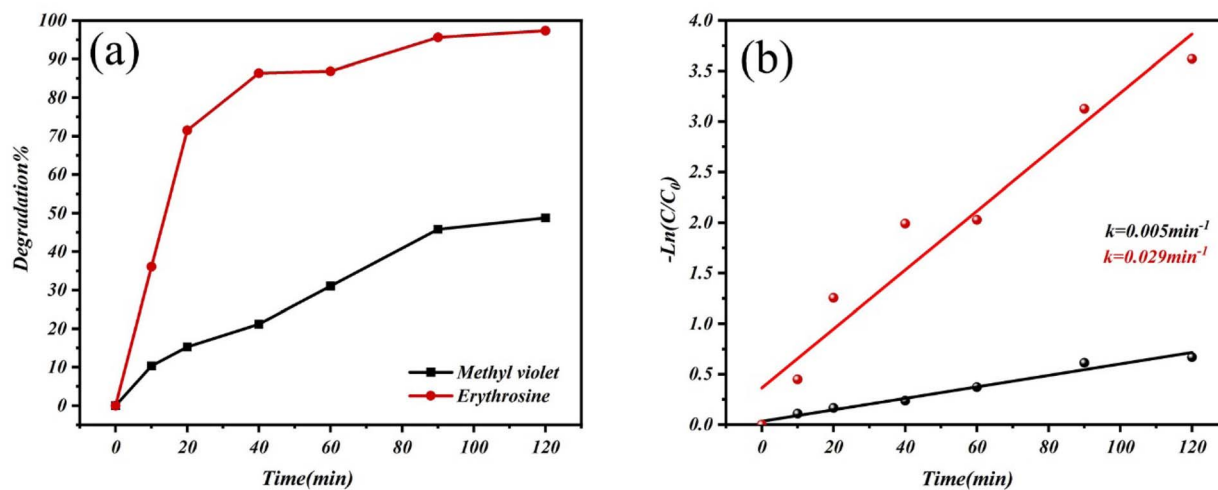 (a)
Degradation%
100
90
80
70
60
50
40
30
20
10
0
0 20 40 60 80 100 120
Time(min)
Methyl violet
Erythrosine
(b)
-Ln(C/C0)
4.0
3.5
3.0
2.5
2.0
1.5
1.0
0.5
0.0
0 20 40 60 80 100 120
Time(min)
k=0.005min-1
k=0.029min-1